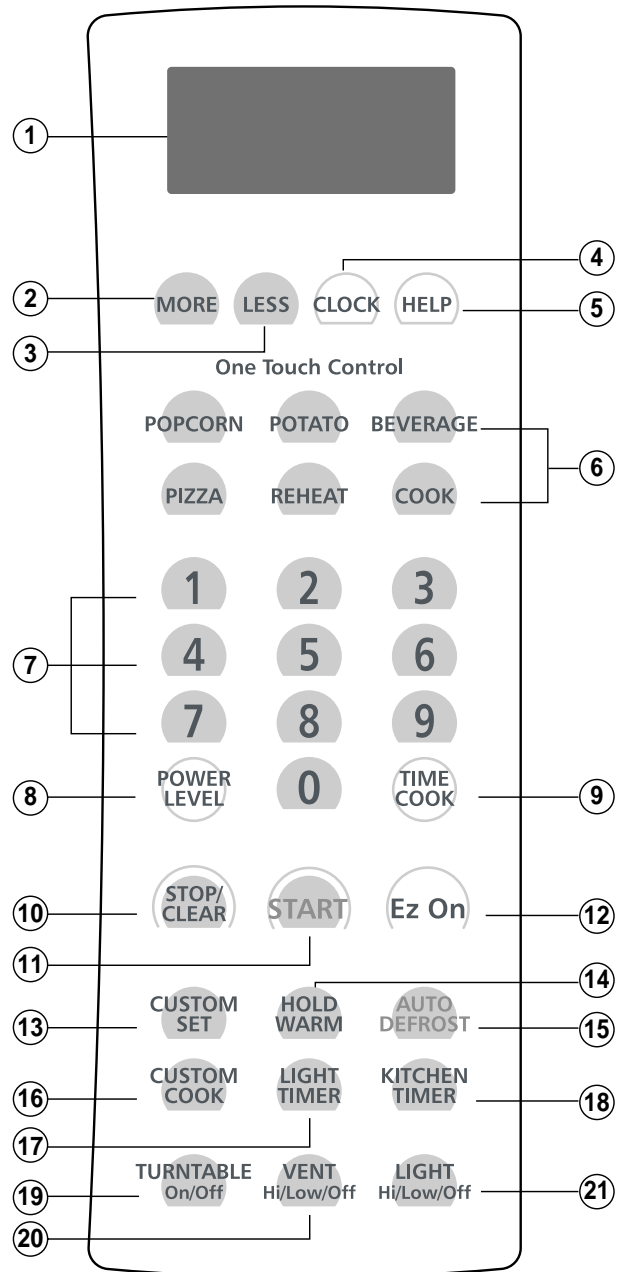 1
4
2 MORE LESS CLOCK HELP 5
3
One Touch Control
POPCORN POTATO BEVERAGE
6
PIZZA REHEAT COOK
1 2 3
7 4 5 6
7 8 9
POWER LEVEL 0 TIME COOK
8 9
10 STOP/ CLEAR START Ez On 12
11
14
13 CUSTOM SET HOLD WARM AUTO DEFROST 15
16 CUSTOM COOK LIGHT TIMER KITCHEN TIMER 18
17
19 TURNTABLE On/Off VENT Hi/Low/Off LIGHT Hi/Low/Off 21
20